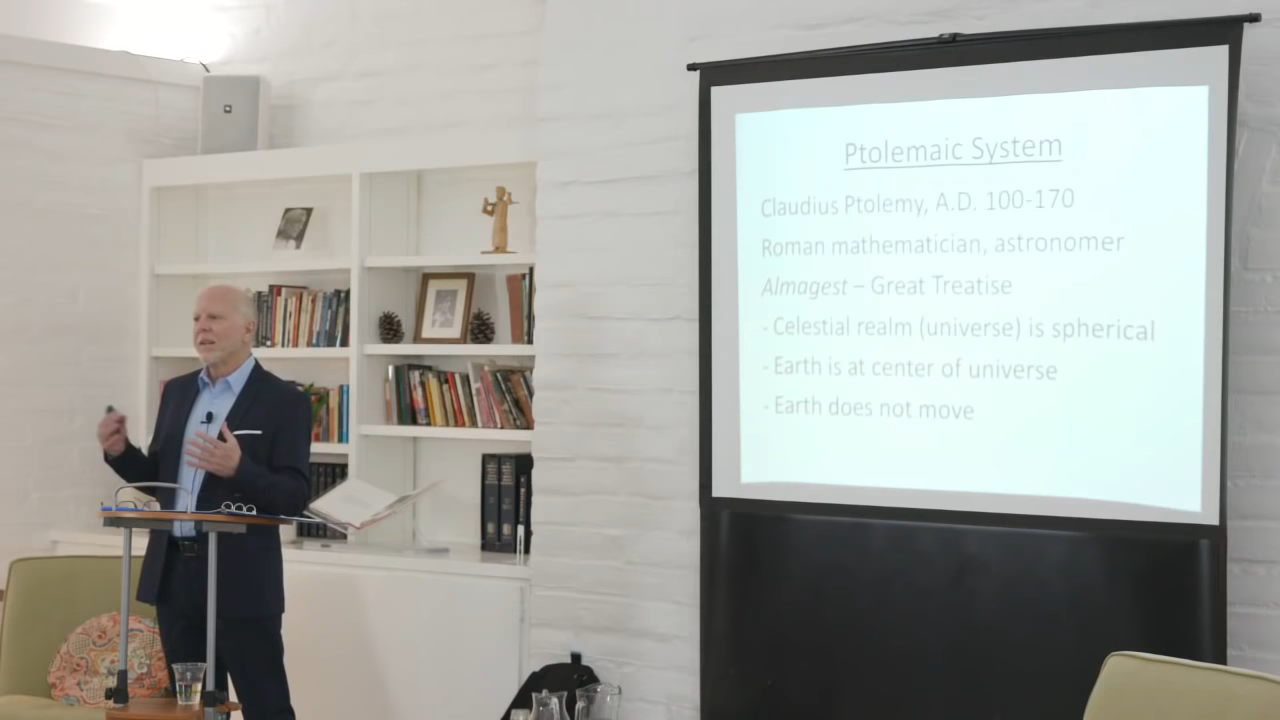 Ptolemaic System
Claudius Ptolemy, A.D. 100-170
Roman mathematician, astronomer
Almagest – Great Treatise
- Celestial realm (universe) is spherical
- Earth is at center of universe
- Earth does not move